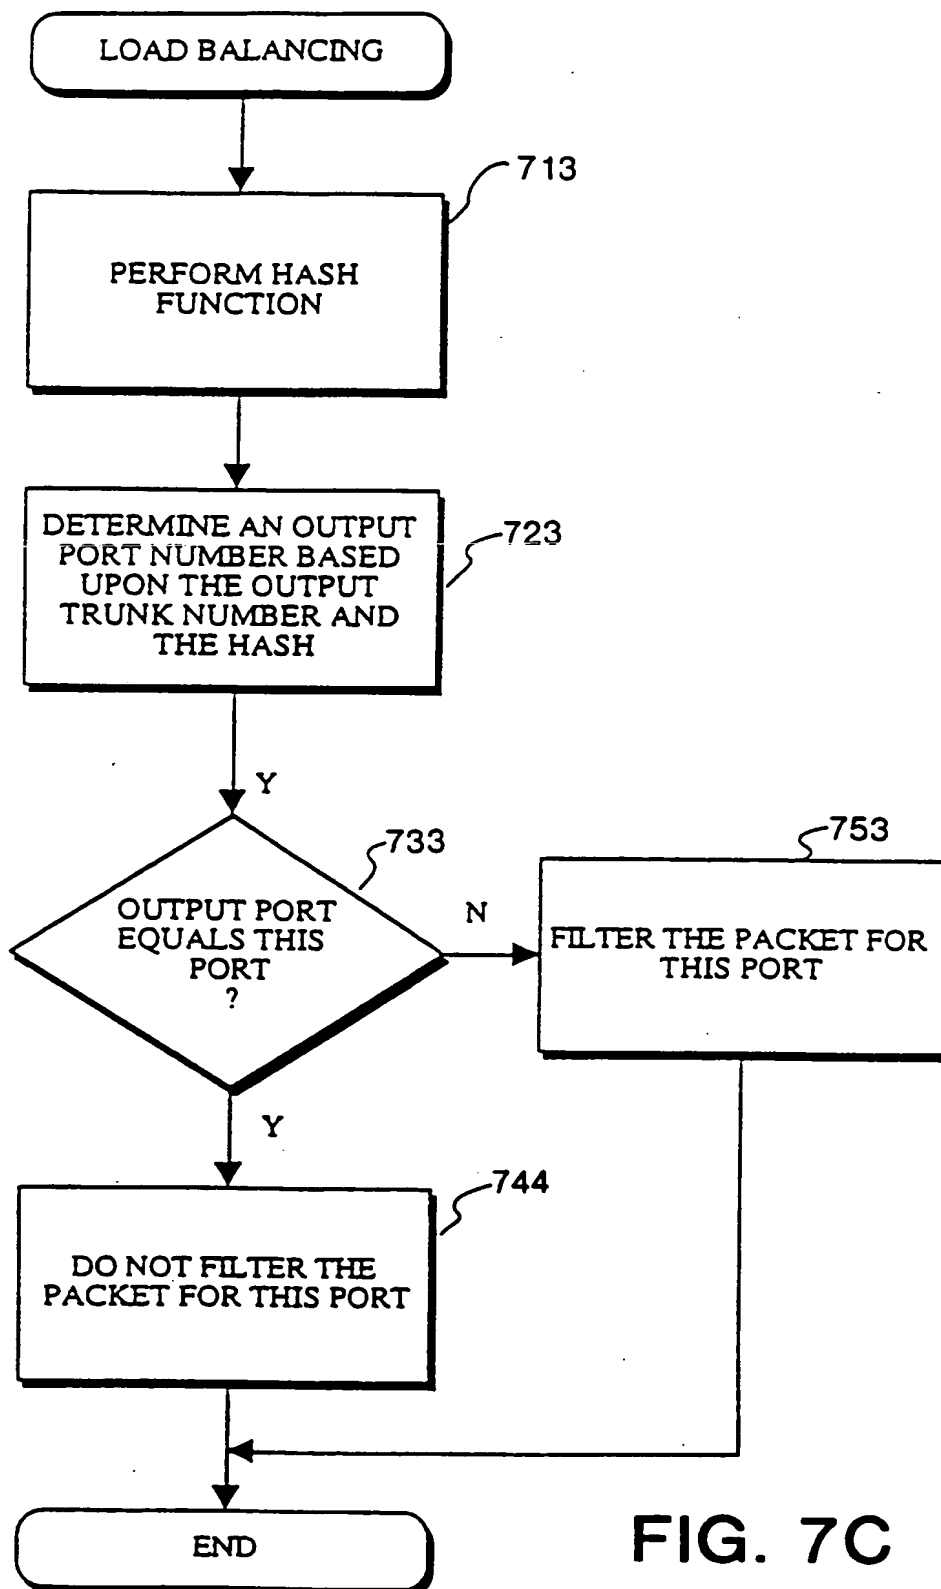 LOAD BALANCING
713
PERFORM HASH
FUNCTION
DETERMINE AN OUTPUT
PORT NUMBER BASED
UPON THE OUTPUT
TRUNK NUMBER AND
THE HASH
723
Y
733
OUTPUT PORT
EQUALS THIS
PORT
?
N
753
FILTER THE PACKET FOR
THIS PORT
Y
744
DO NOT FILTER THE
PACKET FOR THIS PORT
END
FIG. 7C